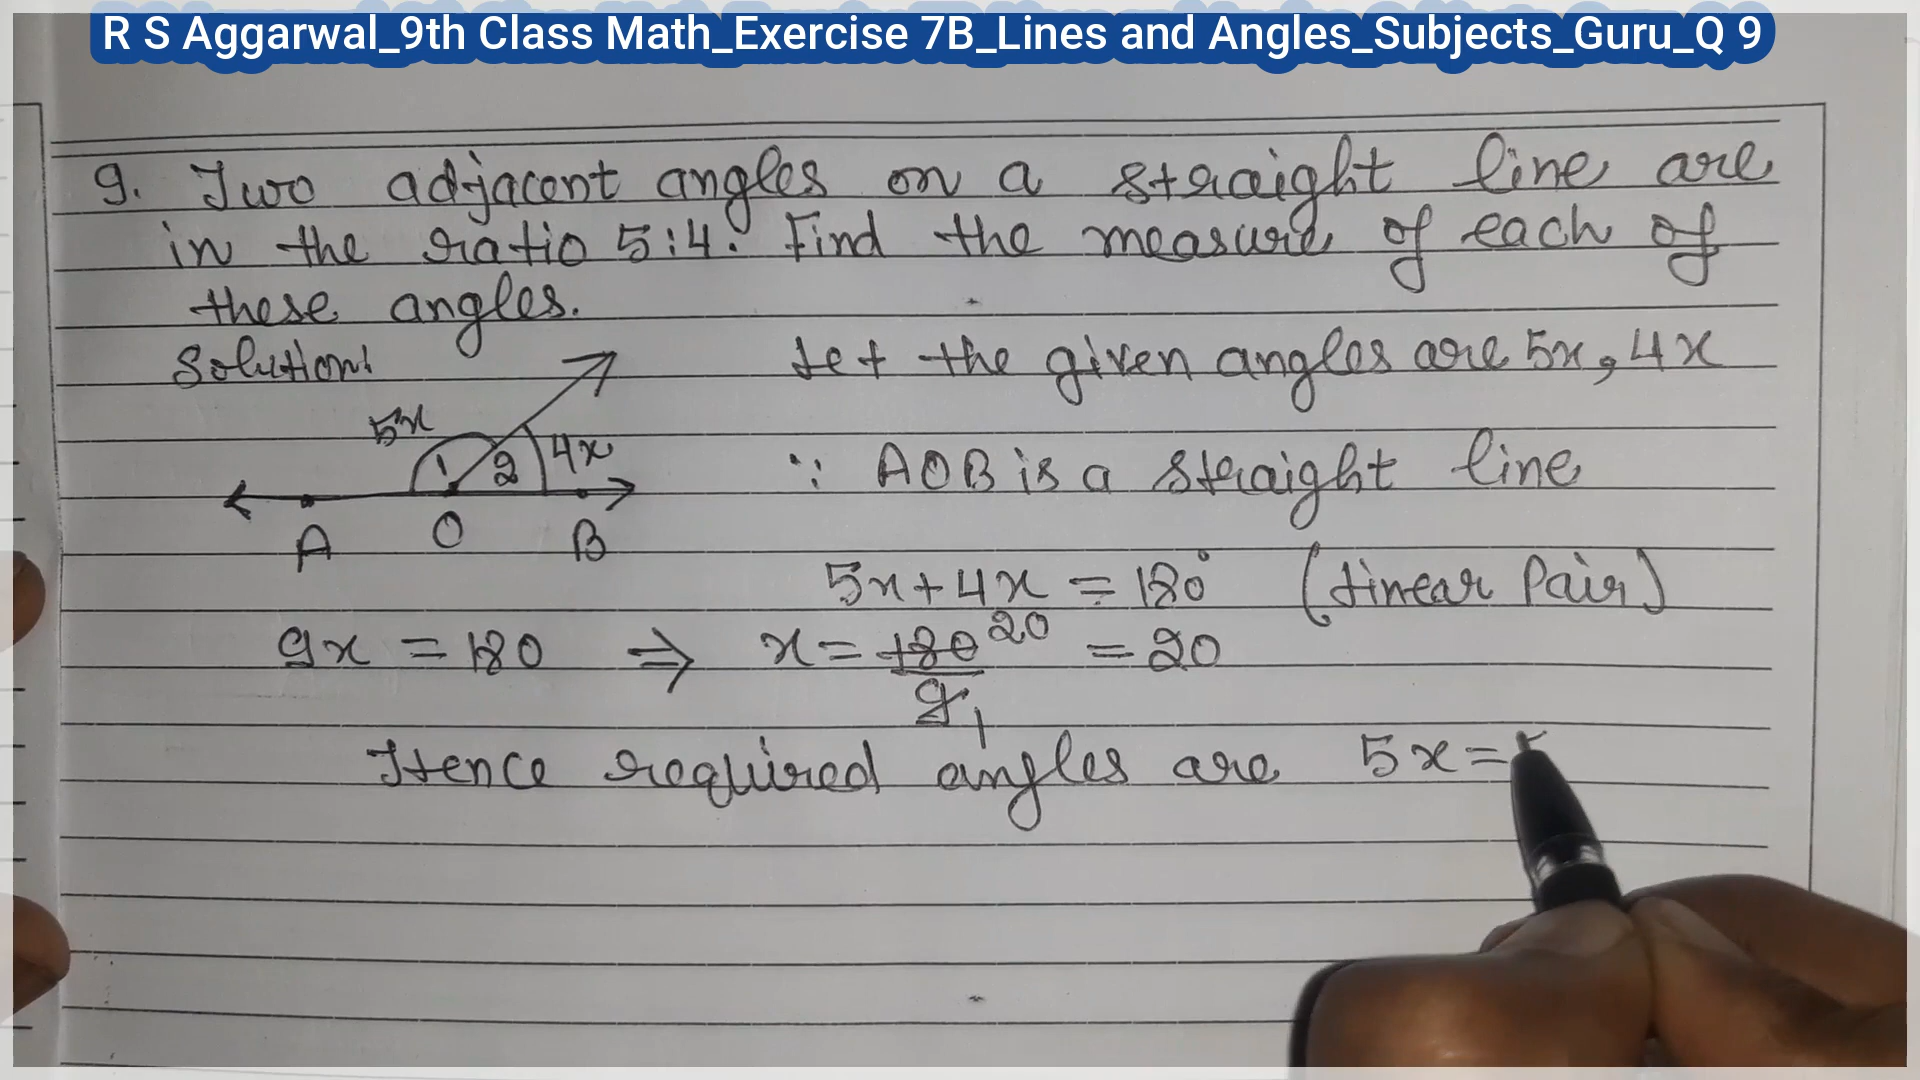 R S Aggarwal_9th Class Math_Exercise 7B_Lines and Angles_Subjects_Guru_Q 9
9. Two adjacent angles on a straight line are
in the ratio 5:4. Find the measure of each of
these angles.
Solution:
Let the given angles are 5x, 4x
5x
1 2 4x
∵ AOB is a straight line
A O B
5x+4x = 180° (Linear Pair)
9x = 180 ⇒ x = 180/9 = 20
20
1
Hence required angles are 5x = 5